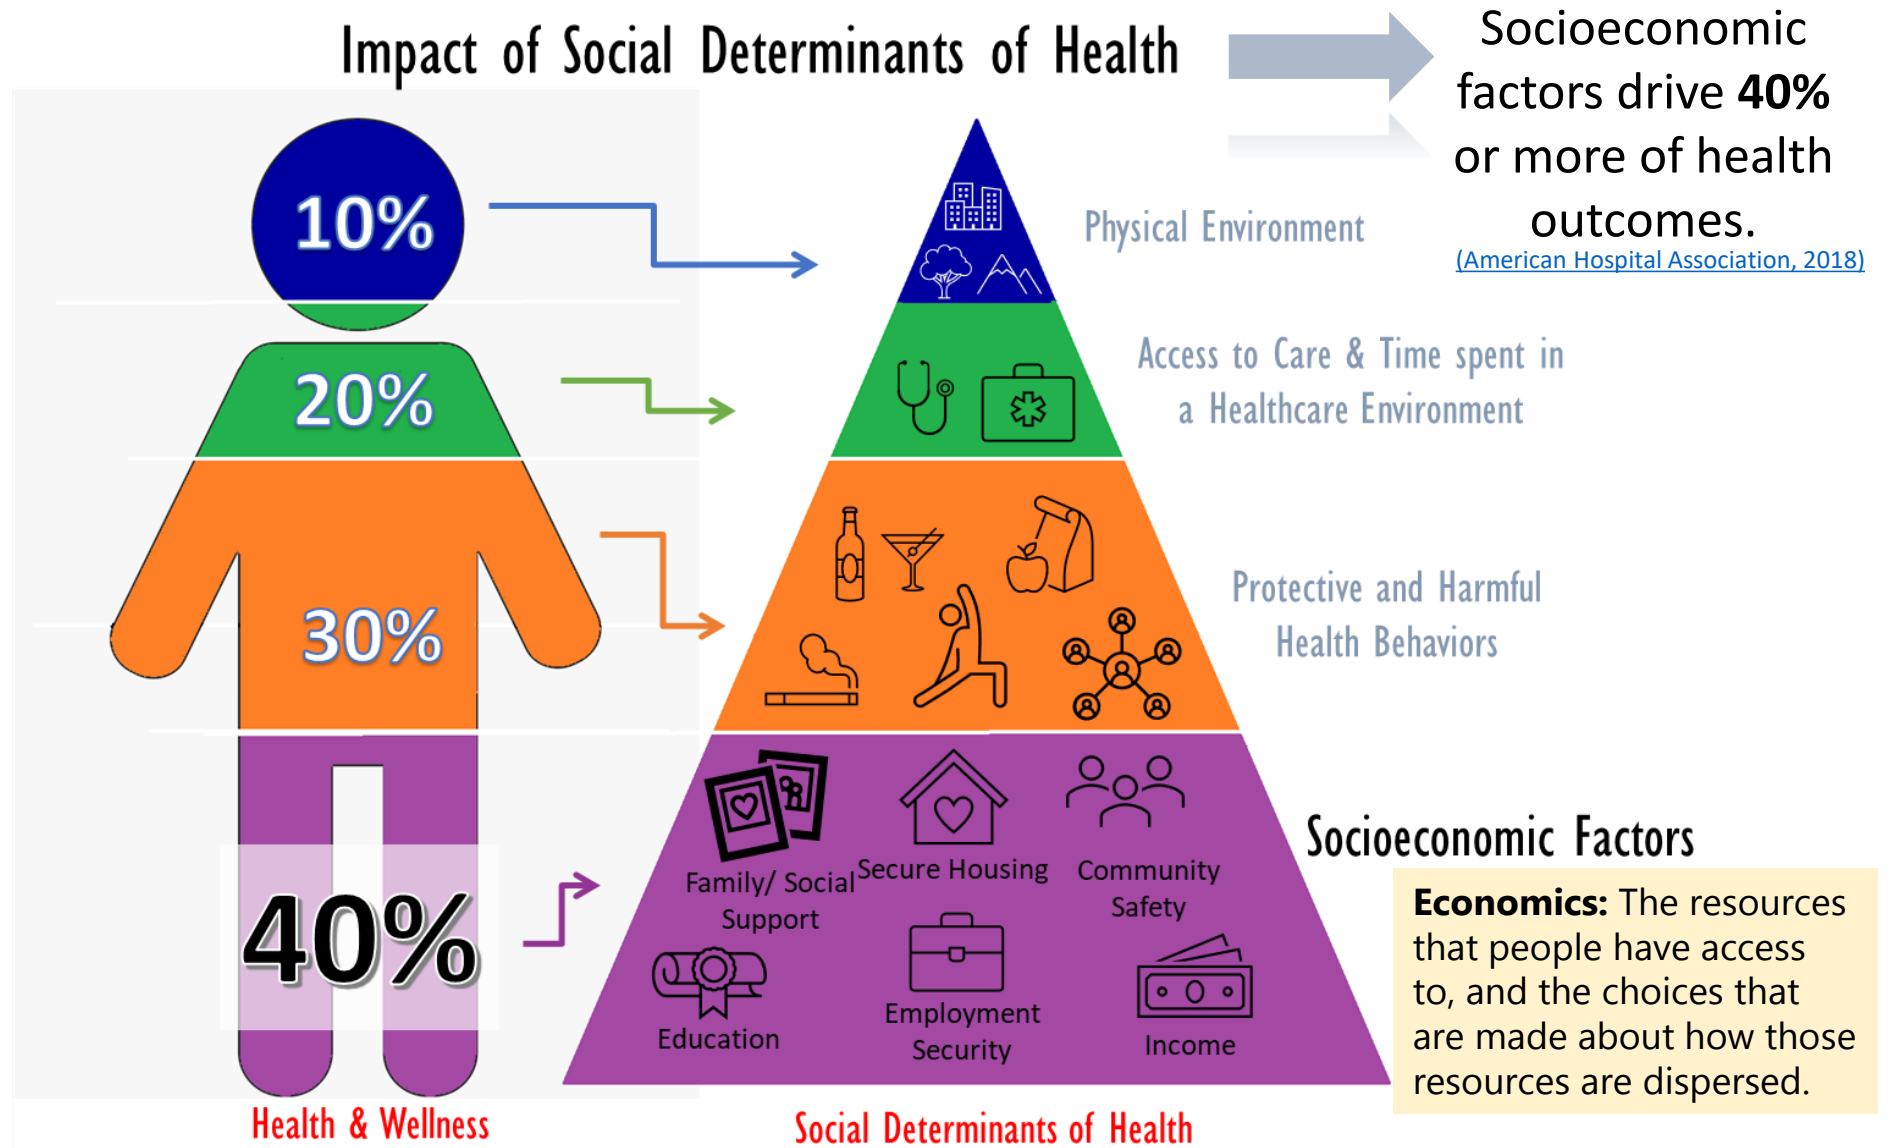 Impact of Social Determinants of Health
Socioeconomic
factors drive 40%
or more of health
outcomes.
(American Hospital Association, 2018)
10%
Physical Environment
20%
Access to Care & Time spent in
a Healthcare Environment
30%
Protective and Harmful
Health Behaviors
40%
Family/ Social
Support
Secure Housing
Community
Safety
Education
Employment
Security
Income
Socioeconomic Factors
Economics: The resources
that people have access
to, and the choices that
are made about how those
resources are dispersed.
Health & Wellness
Social Determinants of Health